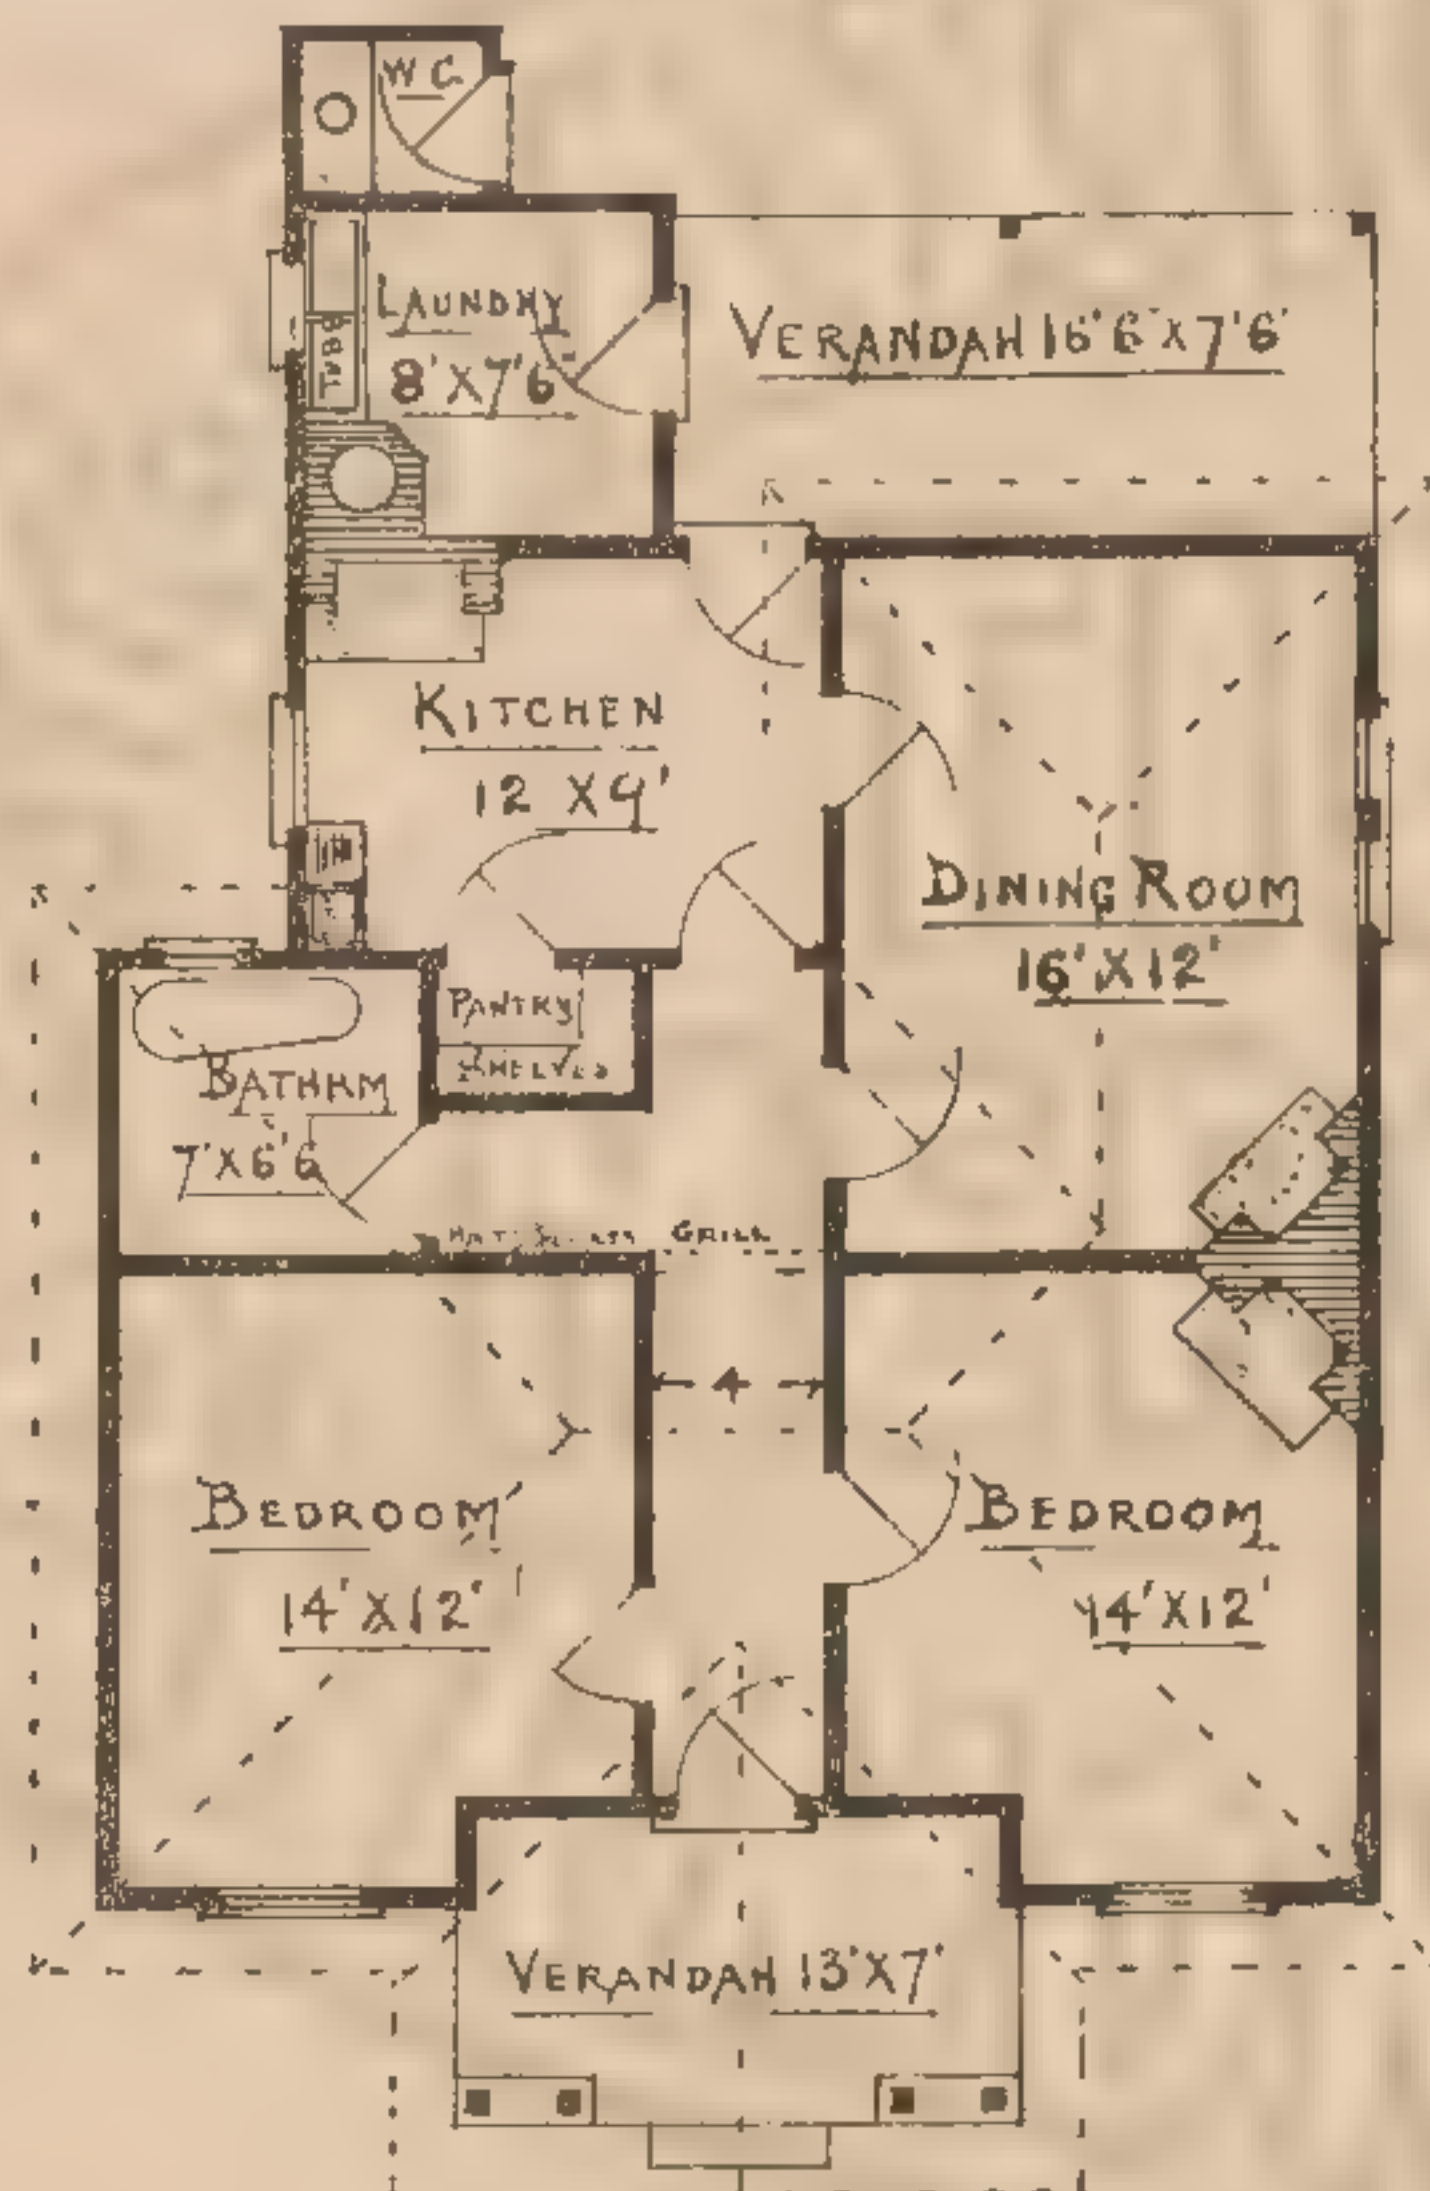 WC
LAUNDRY
8'X7'6"
TUBS
VERANDAH 16'6"X7'6"
KITCHEN
12 X9'
DINING ROOM
16'X12'
PANTRY
SHELVES
BATHRM
7'X6'6
GRILL
4
BEDROOM
14'X12'
BEDROOM
14'X12'
VERANDAH 13'X7'